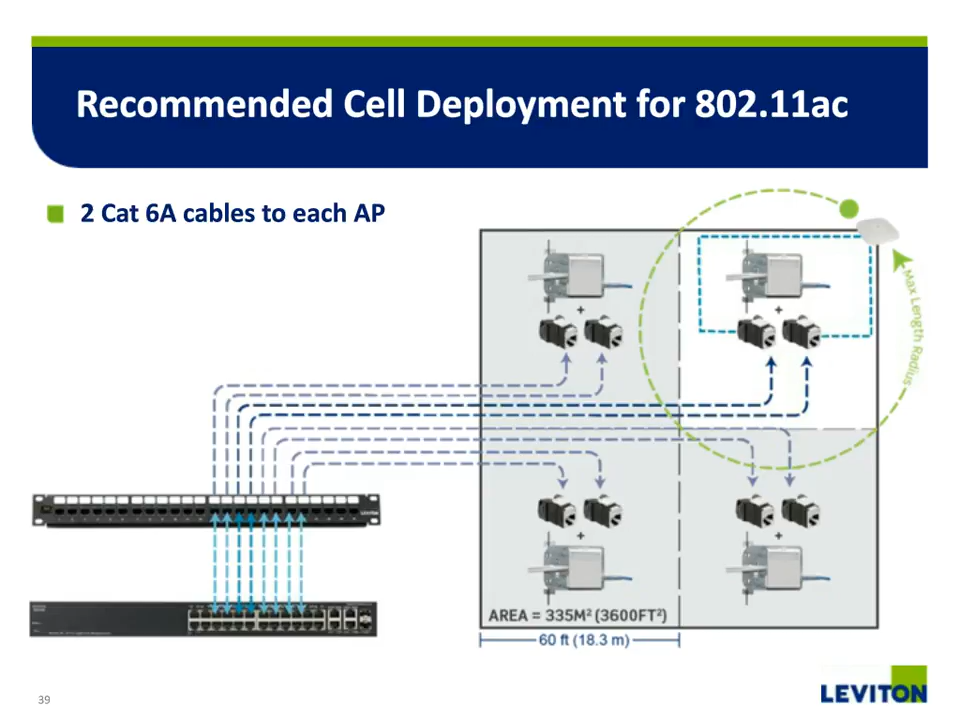 Recommended Cell Deployment for 802.11ac
2 Cat 6A cables to each AP
Max Length Radius
+
+
+
+
LEVITON
AREA = 335M² (3600FT²)
60 ft (18.3 m)
39
LEVITON